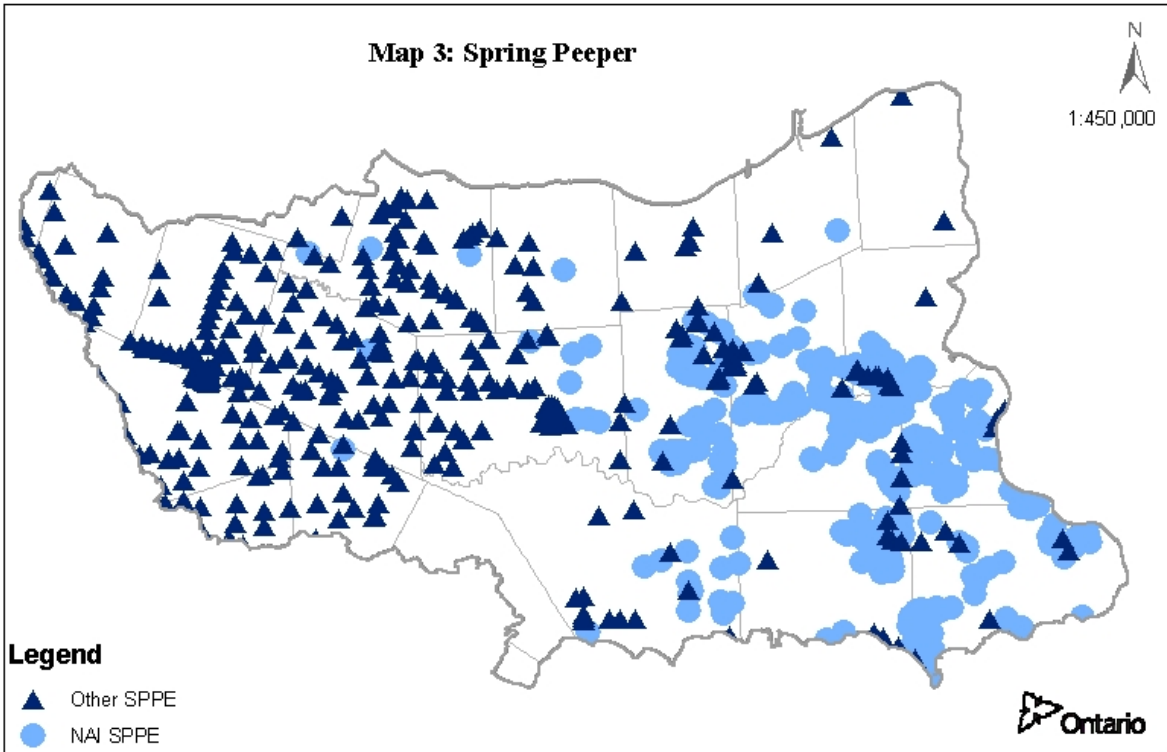 Map 3: Spring Peeper
N
1:450,000
Legend
Other SPPE
NAI SPPE
Ontario